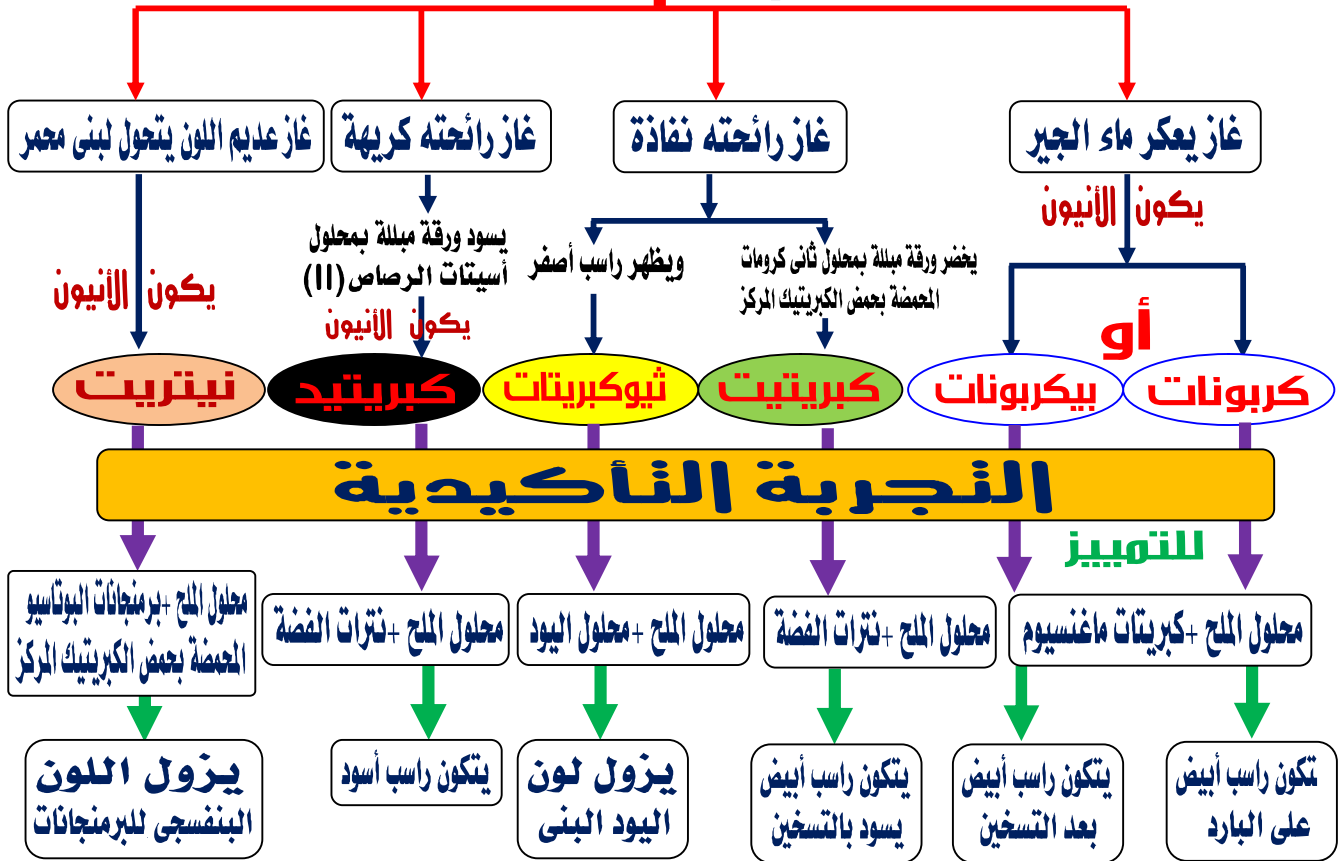 غاز يعكر ماء الجير
غاز رائحته نفاذة
غاز رائحته كريهة
غاز عديم اللون يتحول لبنى محمر
يكون الأنيون
يخضر ورقة مبللة بمحلول ثانى كرومات
المحمضة بحمض الكبريتيك المركز
ويظهر راسب أصفر
يسود ورقة مبللة بمحلول
أسيتات الرصاص (II)
يكون الأنيون
يكون الأنيون
أو
كربونات
بيكربونات
كبريتيت
ثيوكبريتات
كبريتيد
نيتريت
التجربة التأكيدية
للتمييز
محلول الملح +كبريتات ماغنسيوم
محلول الملح +نترات الفضة
محلول الملح +محلول اليود
محلول الملح +نترات الفضة
محلول الملح +برمنجانات البوتاسيو
المحمضة بحمض الكبريتيك المركز
تكون راسب أبيض
على البارد
يتكون راسب أبيض
بعد التسخين
يتكون راسب أبيض
يسود بالتسخين
يزول لون
اليود البنى
يتكون راسب أسود
يزول اللون
البنفسجى للبرمنجانات